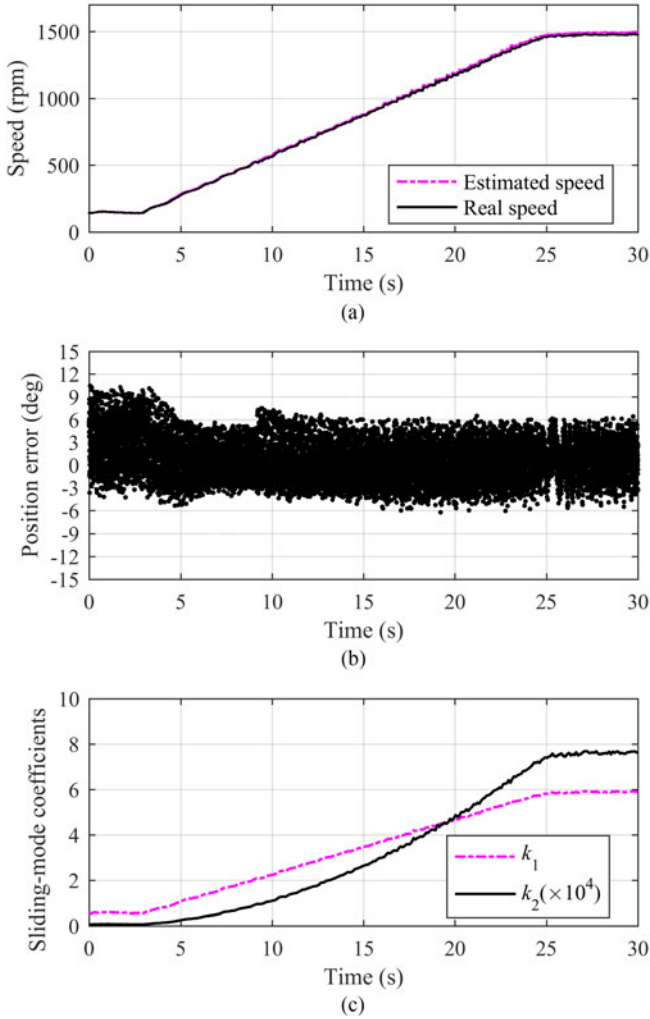 1500
1000
500
0
Speed (rpm)
Estimated speed
Real speed
0 5 10 15 20 25 30
Time (s)
(a)
15
12
9
6
3
0
-3
-6
-9
-12
-15
Position error (deg)
0 5 10 15 20 25 30
Time (s)
(b)
10
8
6
4
2
0
Sliding-mode coefficients
k₁
k₂(×10⁴)
0 5 10 15 20 25 30
Time (s)
(c)